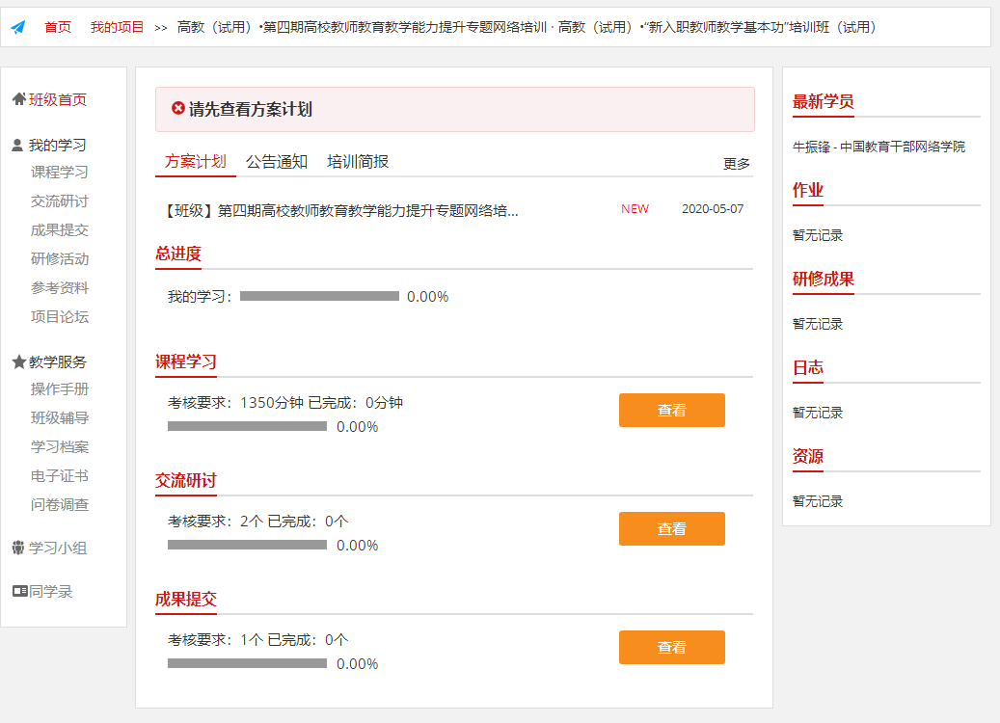 首页 我的项目 >> 高教（试用）•第四期高校教师教育教学能力提升专题网络培训 · 高教（试用）•“新入职教师教学基本功”培训班（试用）
班级首页
我的学习
课程学习
交流研讨
成果提交
研修活动
参考资料
项目论坛
教学服务
操作手册
班级辅导
学习档案
电子证书
问卷调查
学习小组
同学录
请先查看方案计划
方案计划 公告通知 培训简报 更多
【班级】第四期高校教师教育教学能力提升专题网络培... NEW 2020-05-07
总进度
我的学习： 0.00%
课程学习
考核要求：1350分钟 已完成：0分钟
0.00%
查看
交流研讨
考核要求：2个 已完成：0个
0.00%
查看
成果提交
考核要求：1个 已完成：0个
0.00%
查看
最新学员
牛振锋 - 中国教育干部网络学院
作业
暂无记录
研修成果
暂无记录
日志
暂无记录
资源
暂无记录